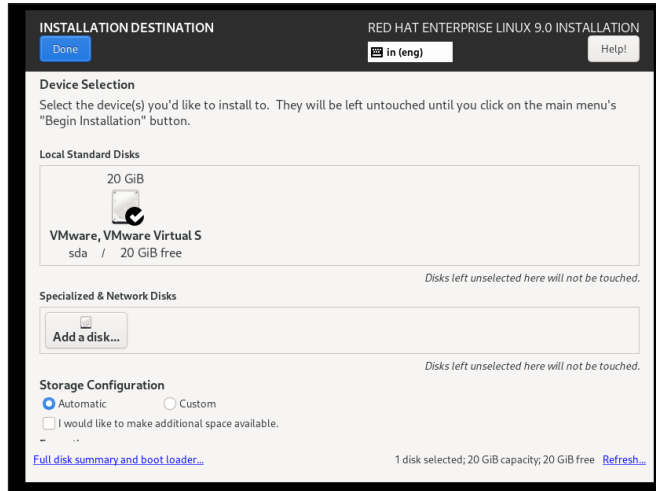 INSTALLATION DESTINATION
RED HAT ENTERPRISE LINUX 9.0 INSTALLATION
Done
in (eng)
Help!
Device Selection
Select the device(s) you'd like to install to. They will be left untouched until you click on the main menu's
"Begin Installation" button.
Local Standard Disks
20 GiB
VMware, VMware Virtual S
sda / 20 GiB free
Disks left unselected here will not be touched.
Specialized & Network Disks
Add a disk...
Disks left unselected here will not be touched.
Storage Configuration
Automatic
Custom
I would like to make additional space available.
Full disk summary and boot loader...
1 disk selected; 20 GiB capacity; 20 GiB free Refresh...